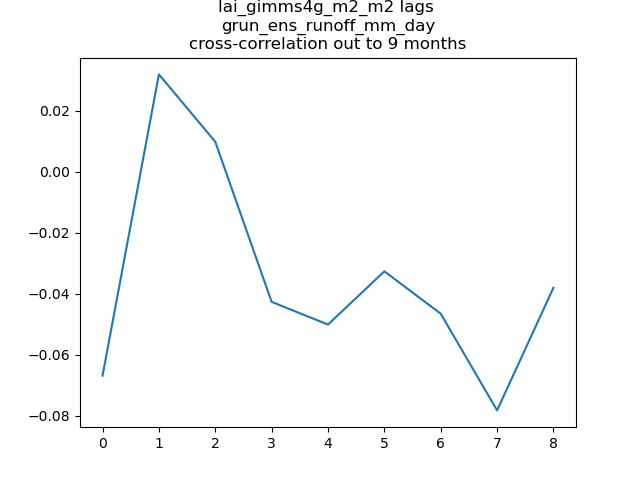 lai_gimms4g_m2_m2 lags
grun_ens_runoff_mm_day
cross-correlation out to 9 months
0.02
0.00
−0.02
−0.04
−0.06
−0.08
0 1 2 3 4 5 6 7 8